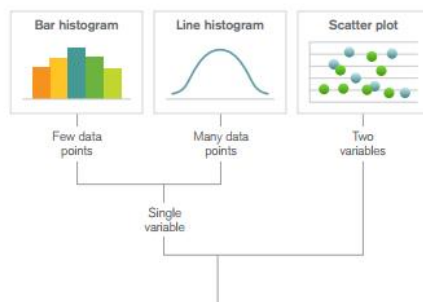 Bar histogram
Line histogram
Scatter plot
Few data
points
Many data
points
Two
variables
Single
variable